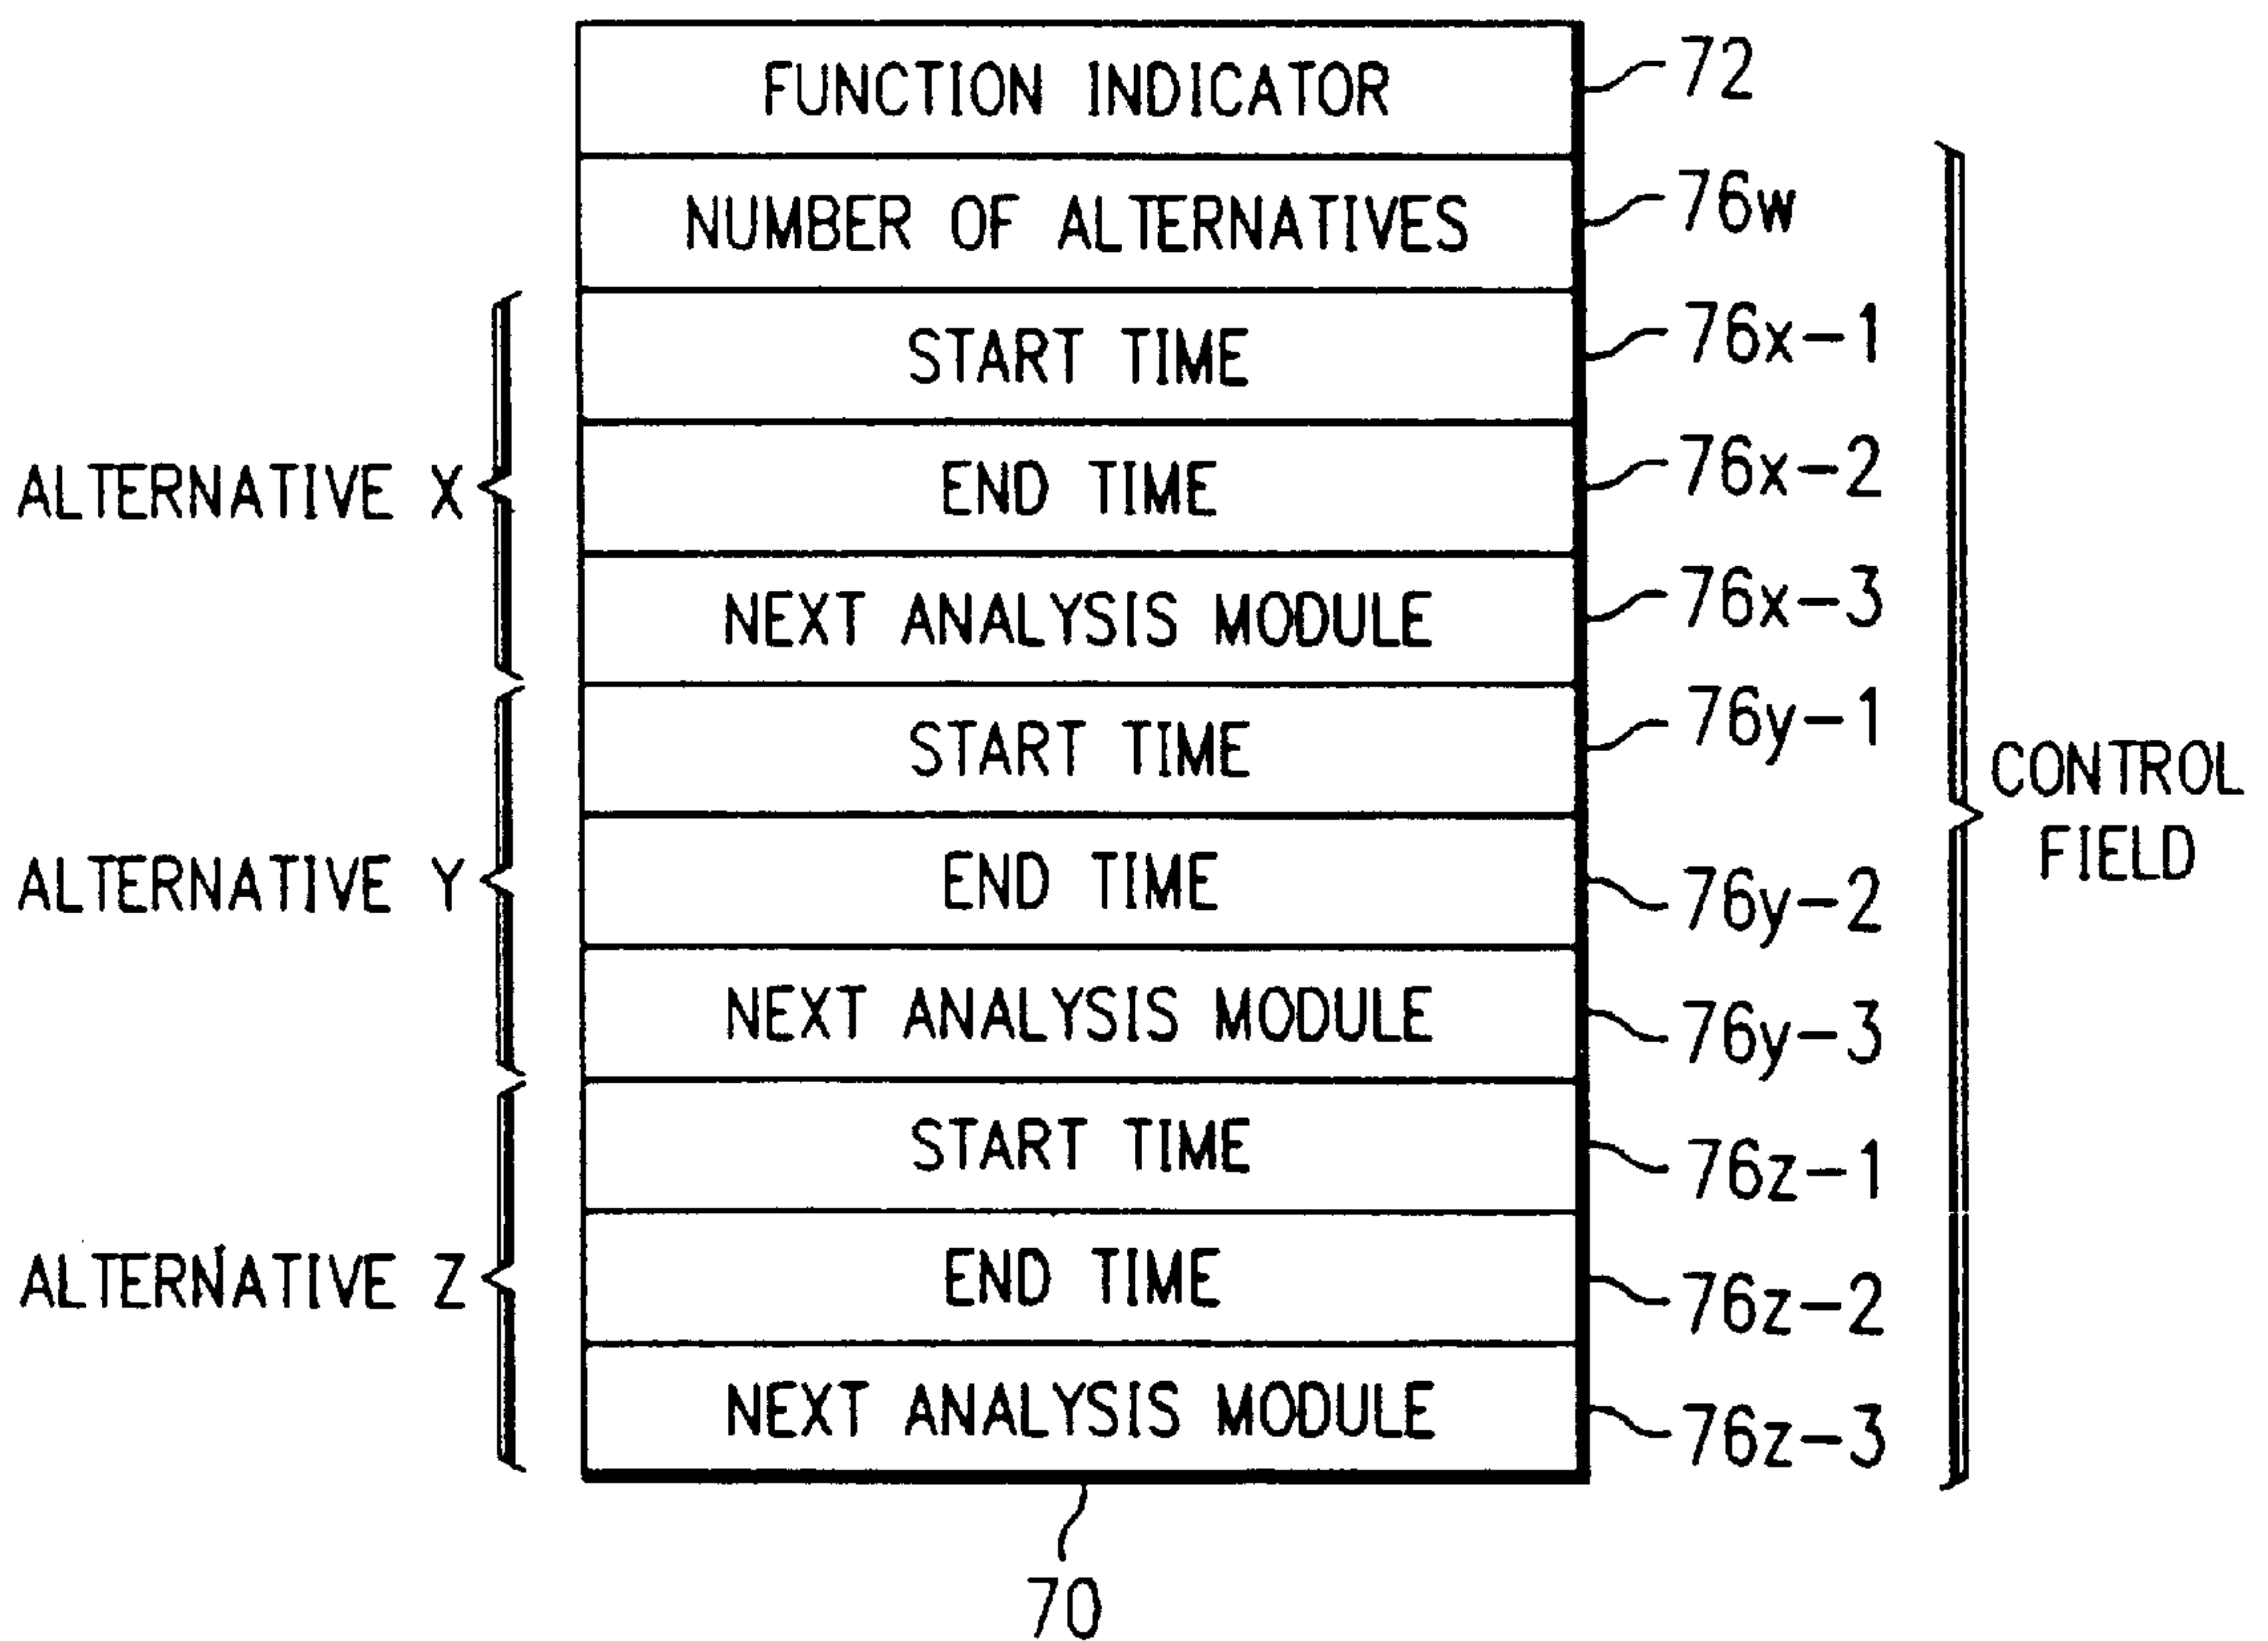 FUNCTION INDICATOR 72
NUMBER OF ALTERNATIVES 76w
START TIME 76x-1
ALTERNATIVE X END TIME 76x-2
NEXT ANALYSIS MODULE 76x-3
START TIME 76y-1
CONTROL
FIELD
ALTERNATIVE Y END TIME 76y-2
NEXT ANALYSIS MODULE 76y-3
START TIME 76z-1
ALTERNATIVE Z END TIME 76z-2
NEXT ANALYSIS MODULE 76z-3
70